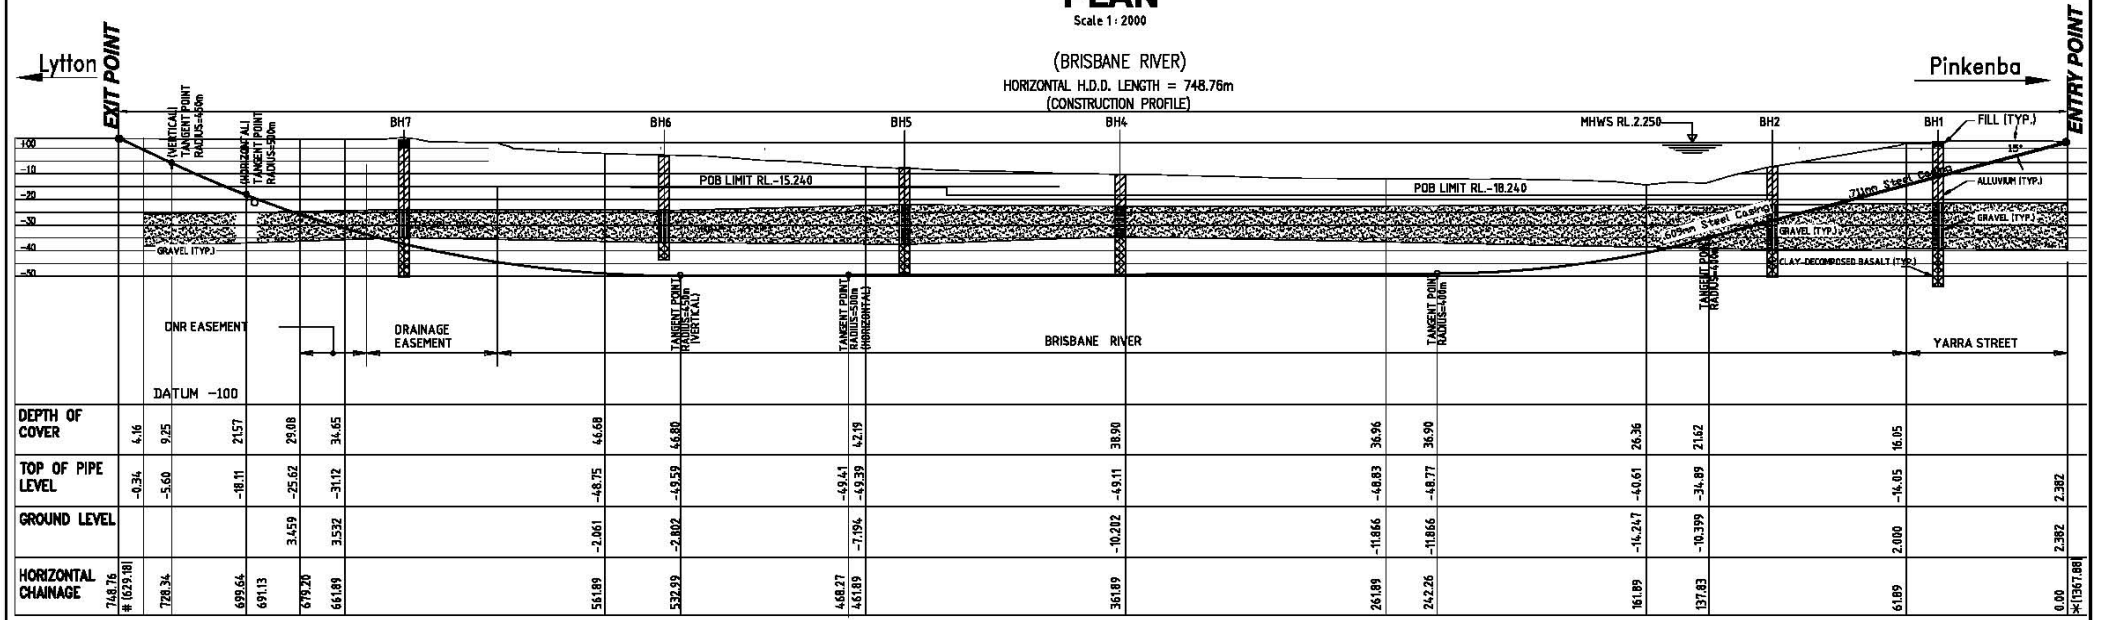 PLAN
Scale 1: 2000
(BRISBANE RIVER)
HORIZONTAL H.D.D. LENGTH = 748.76m
(CONSTRUCTION PROFILE)
Lytton
EXIT POINT
Pinkenba
ENTRY POINT
(VERTICAL)
TANGENT POINT
RADIUS=450m
(HORIZONTAL)
TANGENT POINT
RADIUS=500m
BH7
BH6
BH5
BH4
MHWS RL.2.250
BH2
BH1
FILL (TYP.)
15°
+00
-10
-20
-30
-40
-50
POB LIMIT RL.-15.240
POB LIMIT RL.-18.240
711mm Steel Casing
ALLUVIUM (TYP.)
609mm Steel Casing
GRAVEL (TYP.)
GRAVEL (TYP.)
GRAVEL (TYP.)
CLAY-DECOMPOSED BASALT (TYP.)
TANGENT POINT
RADIUS=450m
(VERTICAL)
TANGENT POINT
RADIUS=500m
(HORIZONTAL)
TANGENT POINT
RADIUS=400m
TANGENT POINT
RADIUS=400m
DNR EASEMENT
DRAINAGE
EASEMENT
BRISBANE RIVER
YARRA STREET
DATUM -100
DEPTH OF
COVER
4.16
9.25
21.57
29.08
34.65
46.68
46.80
42.19
38.90
36.96
36.90
26.36
21.62
16.05
TOP OF PIPE
LEVEL
-0.34
-5.60
-18.11
-25.62
-31.12
-48.75
-49.59
-49.41
-49.39
-49.11
-48.83
-48.77
-40.61
-34.89
-14.05
2.382
GROUND LEVEL
3.459
3.532
-2.061
-2.802
-7.194
-10.202
-11.866
-11.866
-14.247
-10.399
2.000
2.382
HORIZONTAL
CHAINAGE
748.76
# (629.18)
728.34
699.64
691.13
679.20
661.89
561.89
532.99
468.27
461.89
361.89
261.89
242.26
161.89
137.83
61.89
0.00
*(1367.88)